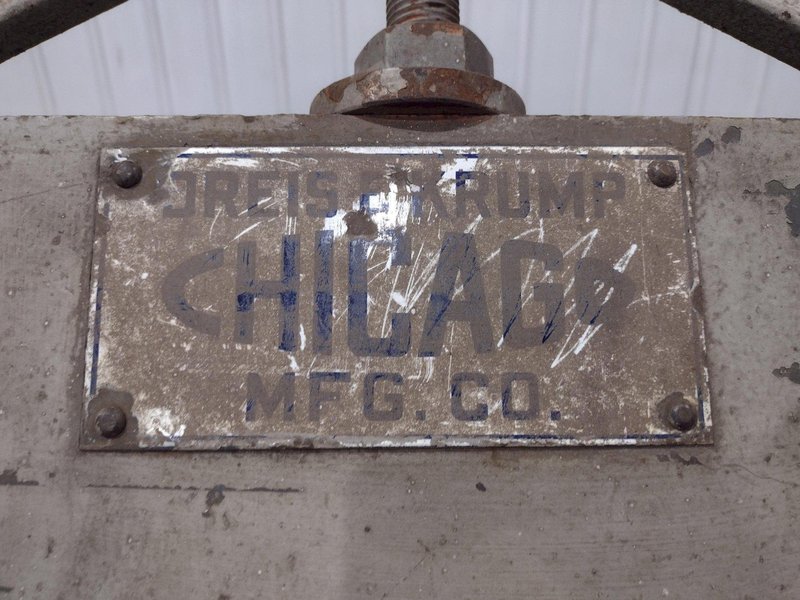 DREIS & KRUMP
CHICAGO
MFG. CO.